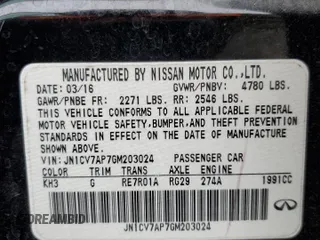 MANUFACTURED BY NISSAN MOTOR CO.,LTD.
DATE 03/16 GVWR/PNBV: 4780 LBS.
GAWR/PNBE FR: 2271 LBS. RR: 2546 LBS.
THIS VEHICLE CONFORMS TO ALL APPLICABLE FEDERAL
MOTOR VEHICLE SAFETY,BUMPER,AND THEFT PREVENTION
STANDARDS IN EFFECT ON THE DATE OF MANUFACTURE
SHOWN ABOVE.
VIN: JN1CV7AP7GM203024 PASSENGER CAR
COLOR TRIM TRANS AXLE ENGINE
KH3 G RE7R01A RG29 274A 1991CC
INFINITI
JN1CV7AP7GM203024
DREAMBID